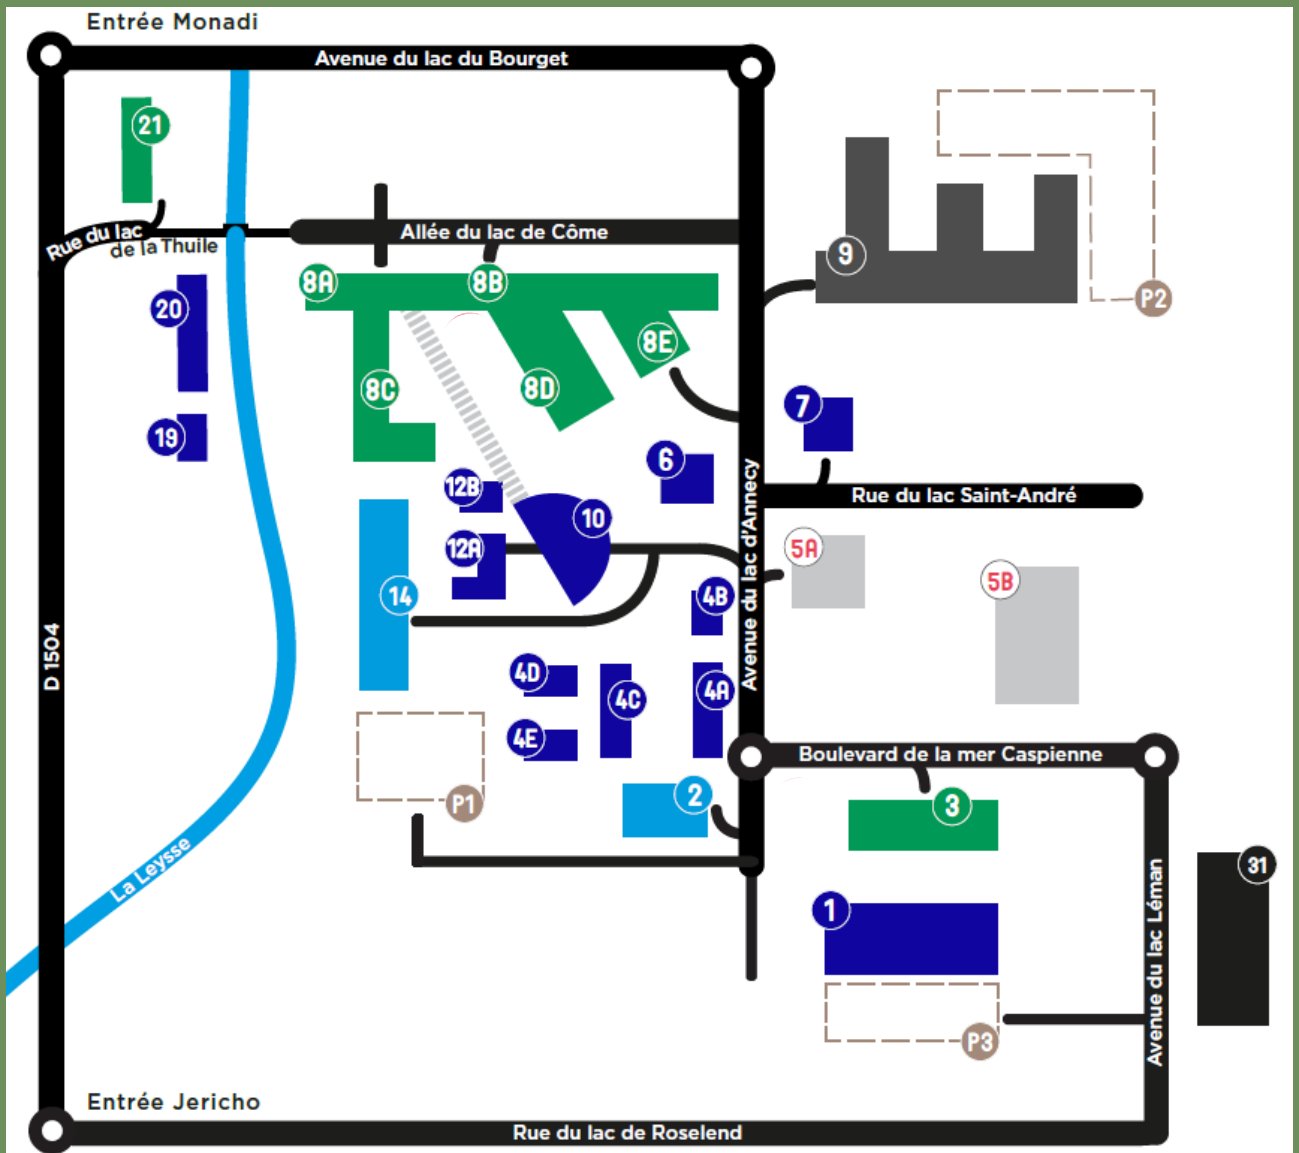 Entrée Monadi
Avenue du lac du Bourget
21
Rue du lac
de la Thuile
Allée du lac de Côme
9
P2
8A
8B
20
8E
8C
8D
7
19
6
12B
Rue du lac Saint-André
10
12A
5A
5B
14
4B
Avenue du lac d'Annecy
D 1504
4D
4C
4A
4E
Boulevard de la mer Caspienne
2
P1
3
La Leysse
31
1
Avenue du lac Léman
P3
Entrée Jericho
Rue du lac de Roselend